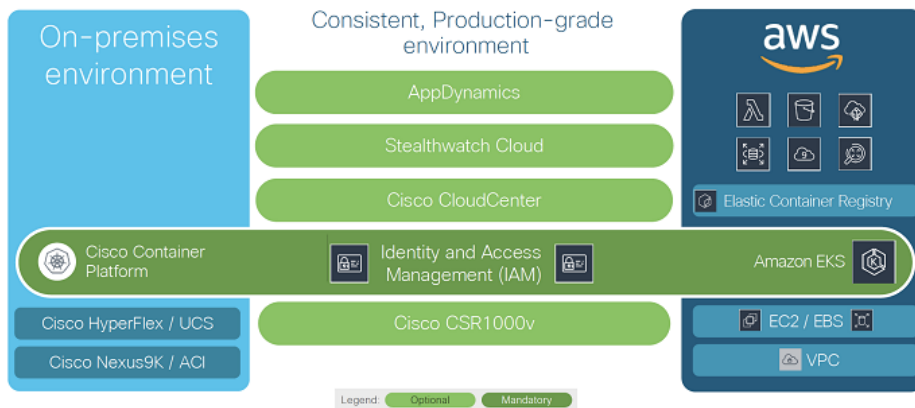 On-premises
environment
Consistent, Production-grade
environment
aws
AppDynamics
Stealthwatch Cloud
Cisco CloudCenter
9
Elastic Container Registry
Cisco Container
Platform
Identity and Access
Management (IAM)
Amazon EKS
K
Cisco HyperFlex / UCS
Cisco CSR1000v
EC2 / EBS
Cisco Nexus9K / ACI
VPC
Legend:
Optional
Mandatory